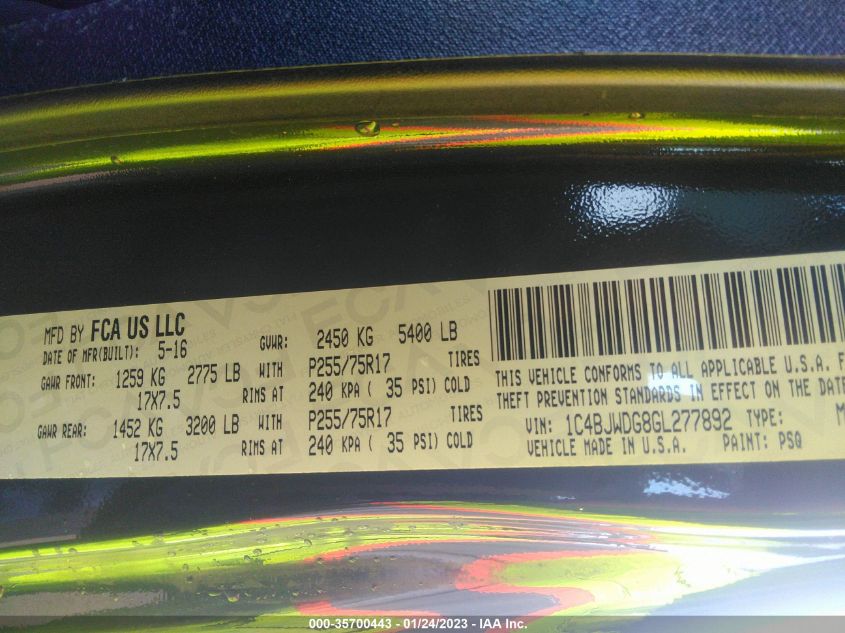 MFD BY FCA US LLC
DATE OF MFR(BUILT): 5-16
GVWR: 2450 KG 5400 LB
GAWR FRONT: 1259 KG 2775 LB WITH P255/75R17 TIRES
17X7.5 RIMS AT 240 KPA ( 35 PSI) COLD
GAWR REAR: 1452 KG 3200 LB WITH P255/75R17 TIRES
17X7.5 RIMS AT 240 KPA ( 35 PSI) COLD
THIS VEHICLE CONFORMS TO ALL APPLICABLE U.S.A. F
THEFT PREVENTION STANDARDS IN EFFECT ON THE DATE
VIN: 1C4BJWDG8GL277892 TYPE: M
VEHICLE MADE IN U.S.A. PAINT: PSQ
000-35700443 - 01/24/2023 - IAA Inc.